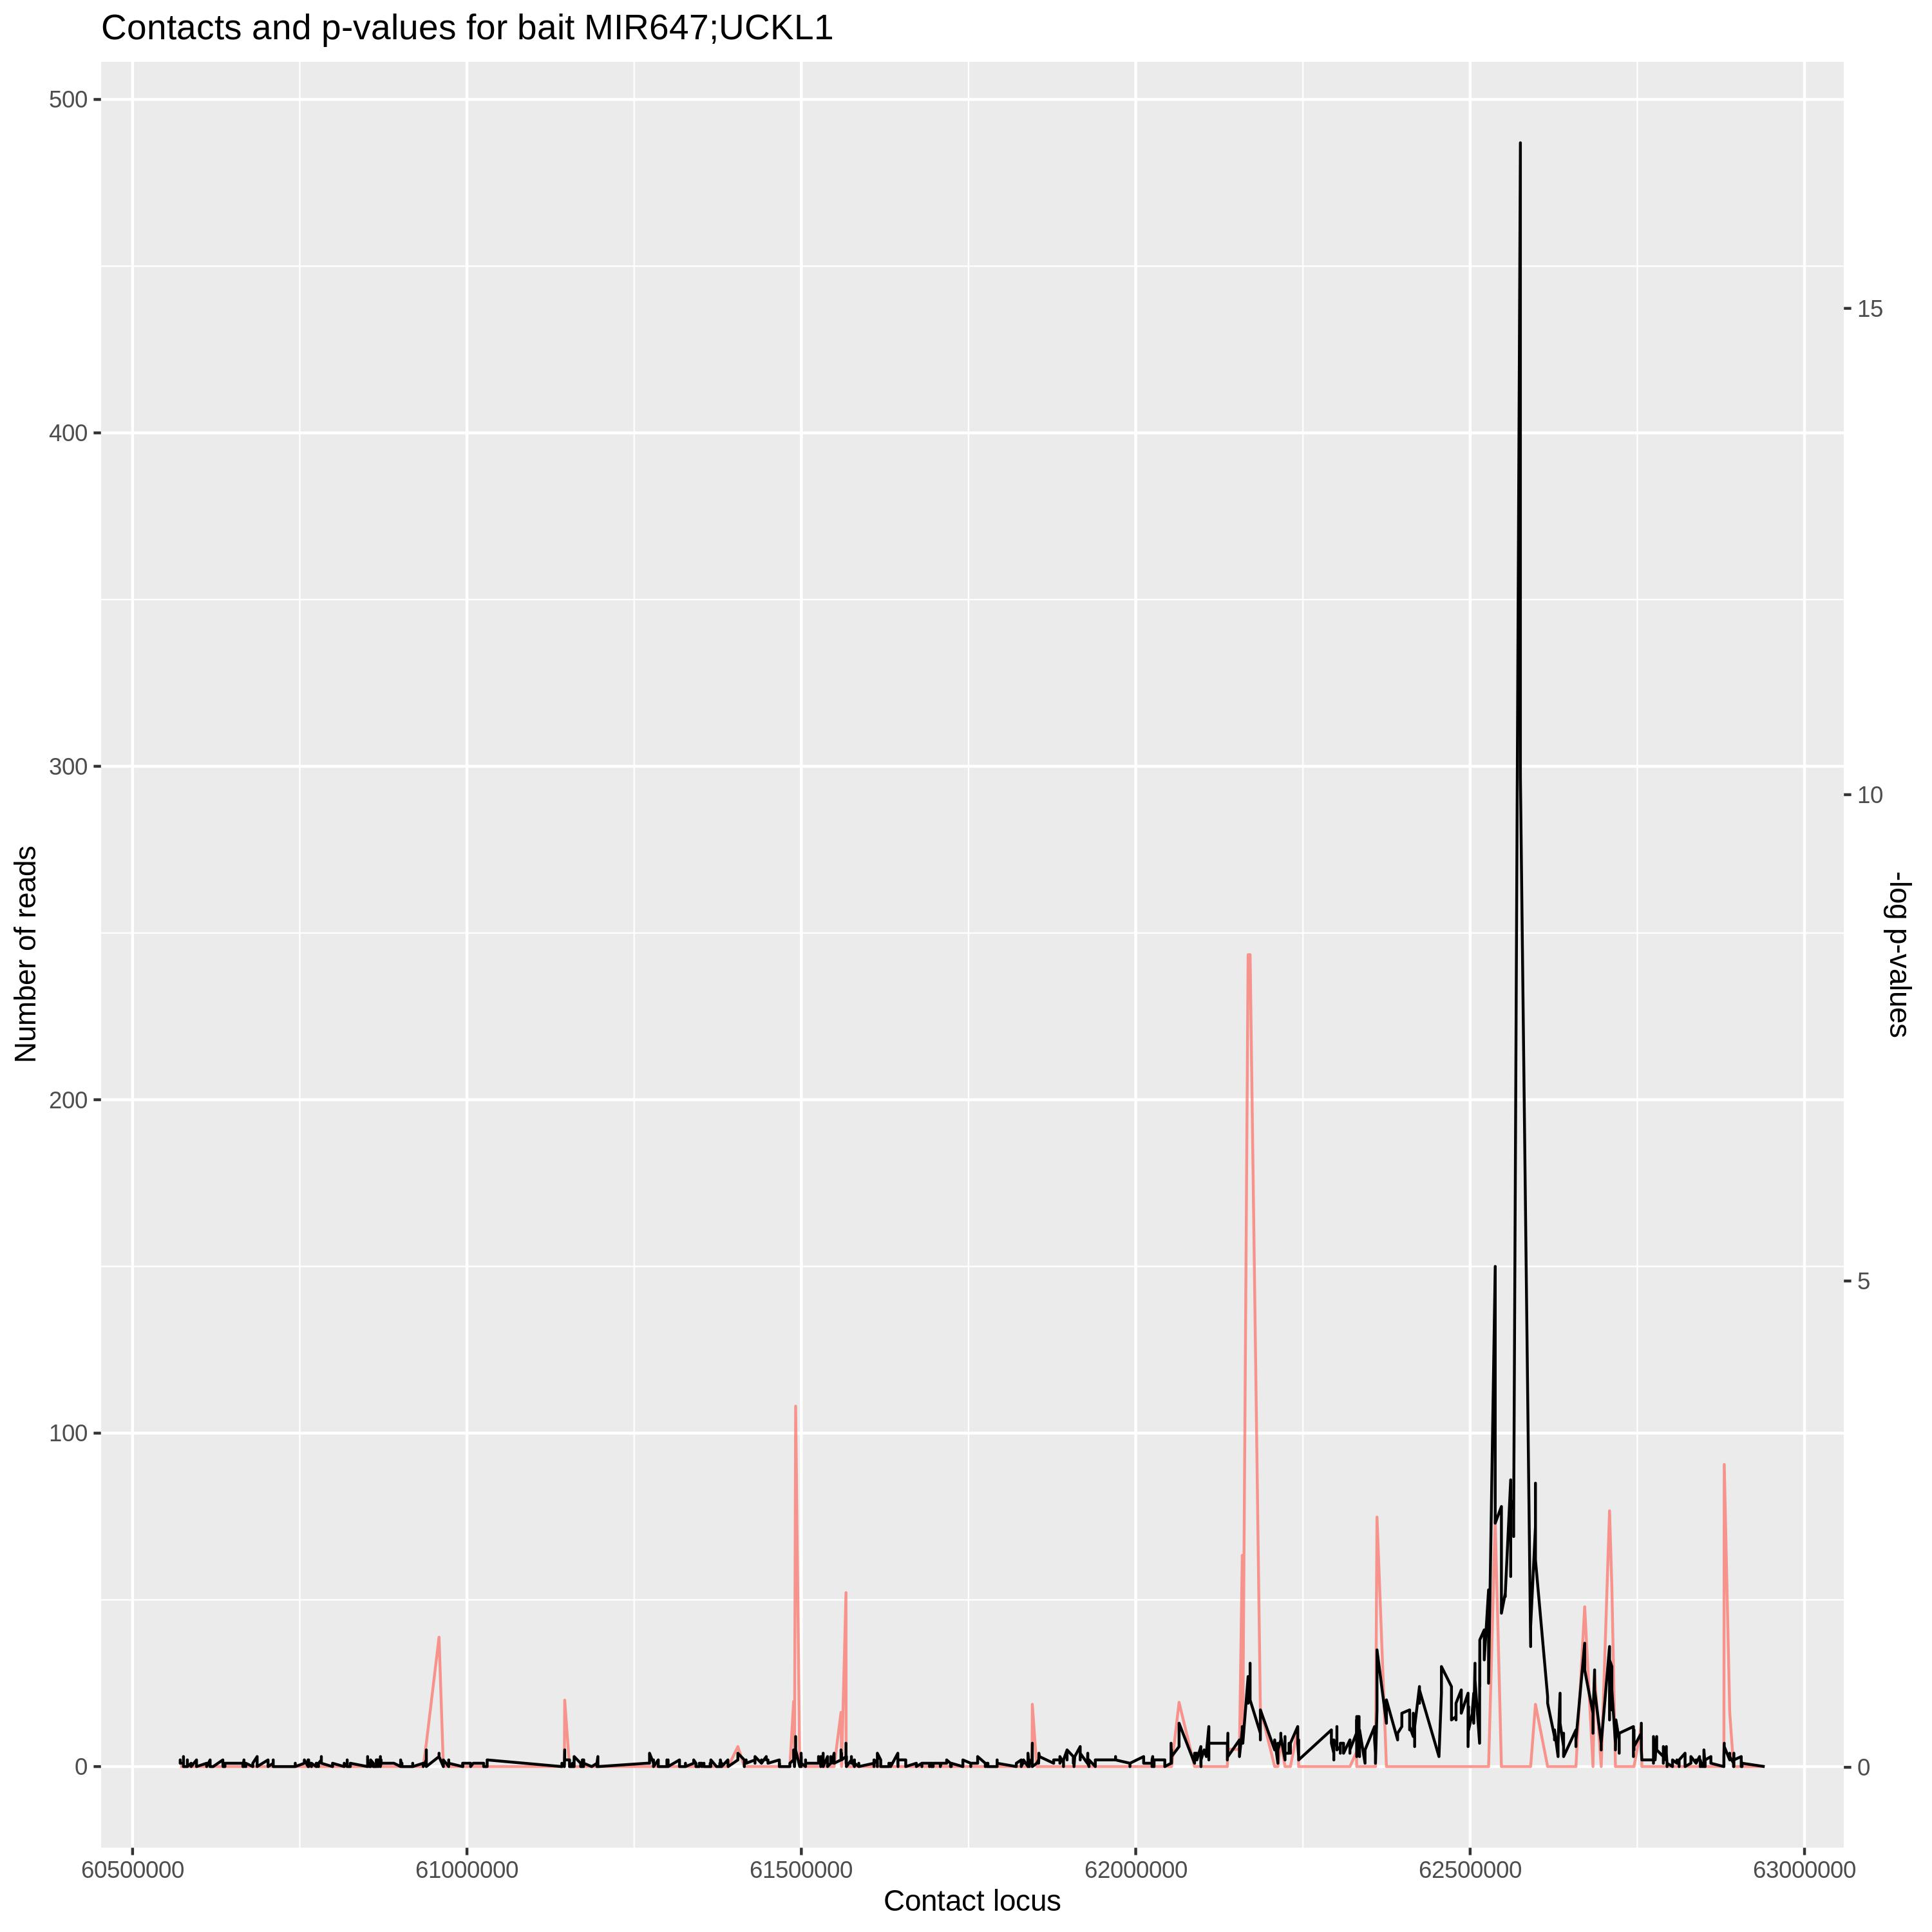 Contacts and p-values for bait MIR647;UCKL1
500
400
300
200
100
0
Number of reads
15
10
5
0
-log p-values
60500000 61000000 61500000 62000000 62500000 63000000
Contact locus